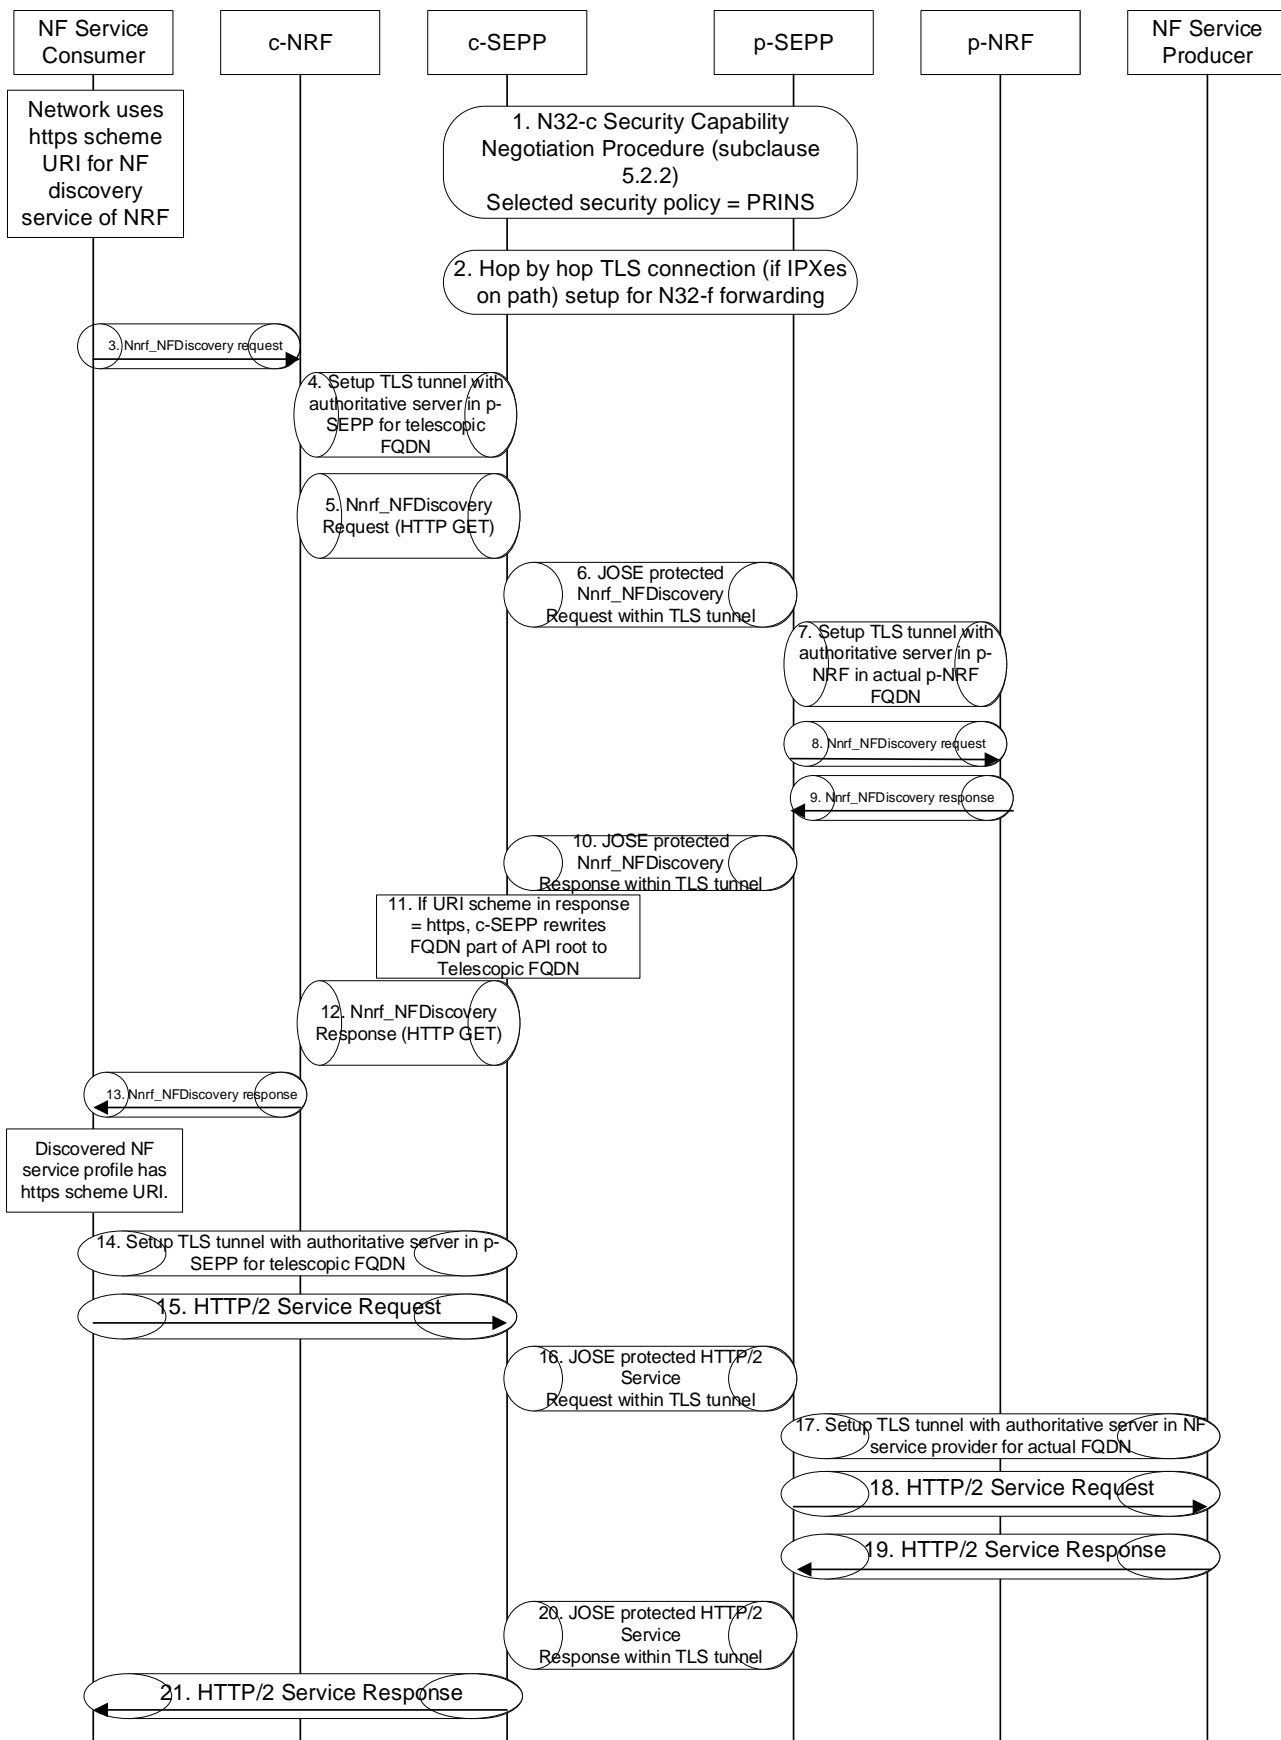 NF Service
Consumer
c-NRF
c-SEPP
p-SEPP
p-NRF
NF Service
Producer
Network uses
https scheme
URI for NF
discovery
service of NRF
1. N32-c Security Capability
Negotiation Procedure (subclause
5.2.2)
Selected security policy = PRINS
2. Hop by hop TLS connection (if IPXes
on path) setup for N32-f forwarding
3. Nnrf_NFDiscovery request
4. Setup TLS tunnel with
authoritative server in p-
SEPP for telescopic
FQDN
5. Nnrf_NFDiscovery
Request (HTTP GET)
6. JOSE protected
Nnrf_NFDiscovery
Request within TLS tunnel
7. Setup TLS tunnel with
authoritative server in p-
NRF in actual p-NRF
FQDN
8. Nnrf_NFDiscovery request
9. Nnrf_NFDiscovery response
10. JOSE protected
Nnrf_NFDiscovery
Response within TLS tunnel
11. If URI scheme in response
= https, c-SEPP rewrites
FQDN part of API root to
Telescopic FQDN
12. Nnrf_NFDiscovery
Response (HTTP GET)
13. Nnrf_NFDiscovery response
Discovered NF
service profile has
https scheme URI.
14. Setup TLS tunnel with authoritative server in p-
SEPP for telescopic FQDN
15. HTTP/2 Service Request
16. JOSE protected HTTP/2
Service
Request within TLS tunnel
17. Setup TLS tunnel with authoritative server in NF
service provider for actual FQDN
18. HTTP/2 Service Request
19. HTTP/2 Service Response
20. JOSE protected HTTP/2
Service
Response within TLS tunnel
21. HTTP/2 Service Response